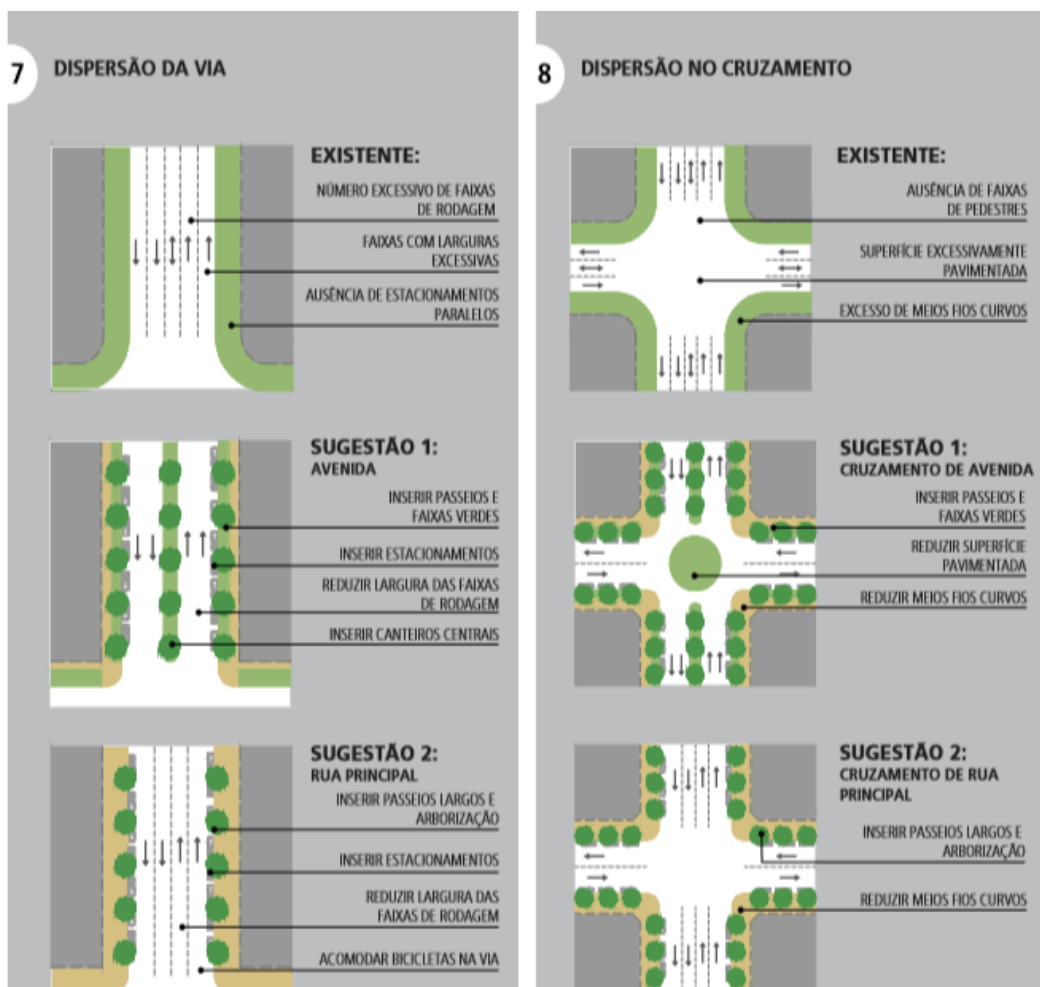 7
DISPERSÃO DA VIA
EXISTENTE:
NÚMERO EXCESSIVO DE FAIXAS
DE RODAGEM
FAIXAS COM LARGURAS
EXCESSIVAS
AUSÊNCIA DE ESTACIONAMENTOS
PARALELOS
SUGESTÃO 1:
AVENIDA
INSERIR PASSEIOS E
FAIXAS VERDES
INSERIR ESTACIONAMENTOS
REDUZIR LARGURA DAS FAIXAS
DE RODAGEM
INSERIR CANTEIROS CENTRAIS
SUGESTÃO 2:
RUA PRINCIPAL
INSERIR PASSEIOS LARGOS E
ARBORIZAÇÃO
INSERIR ESTACIONAMENTOS
REDUZIR LARGURA DAS
FAIXAS DE RODAGEM
ACOMODAR BICICLETAS NA VIA
8
DISPERSÃO NO CRUZAMENTO
EXISTENTE:
AUSÊNCIA DE FAIXAS
DE PEDESTRES
SUPERFÍCIE EXCESSIVAMENTE
PAVIMENTADA
EXCESSO DE MEIOS FIOS CURVOS
SUGESTÃO 1:
CRUZAMENTO DE AVENIDA
INSERIR PASSEIOS E
FAIXAS VERDES
REDUZIR SUPERFÍCIE
PAVIMENTADA
REDUZIR MEIOS FIOS CURVOS
SUGESTÃO 2:
CRUZAMENTO DE RUA
PRINCIPAL
INSERIR PASSEIOS LARGOS E
ARBORIZAÇÃO
REDUZIR MEIOS FIOS CURVOS